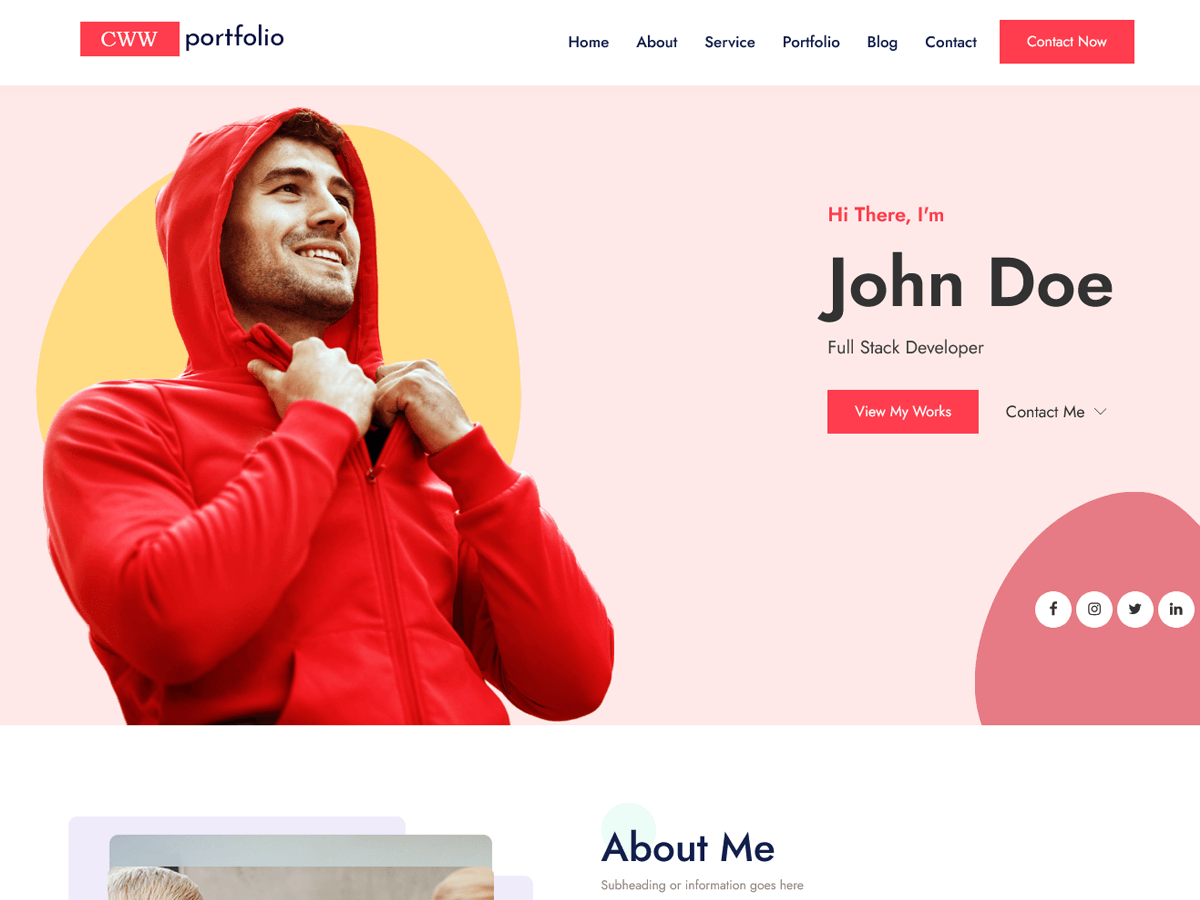 CWW portfolio
Home About Service Portfolio Blog Contact Contact Now
Hi There, I'm
John Doe
Full Stack Developer
View My Works Contact Me
About Me
Subheading or information goes here